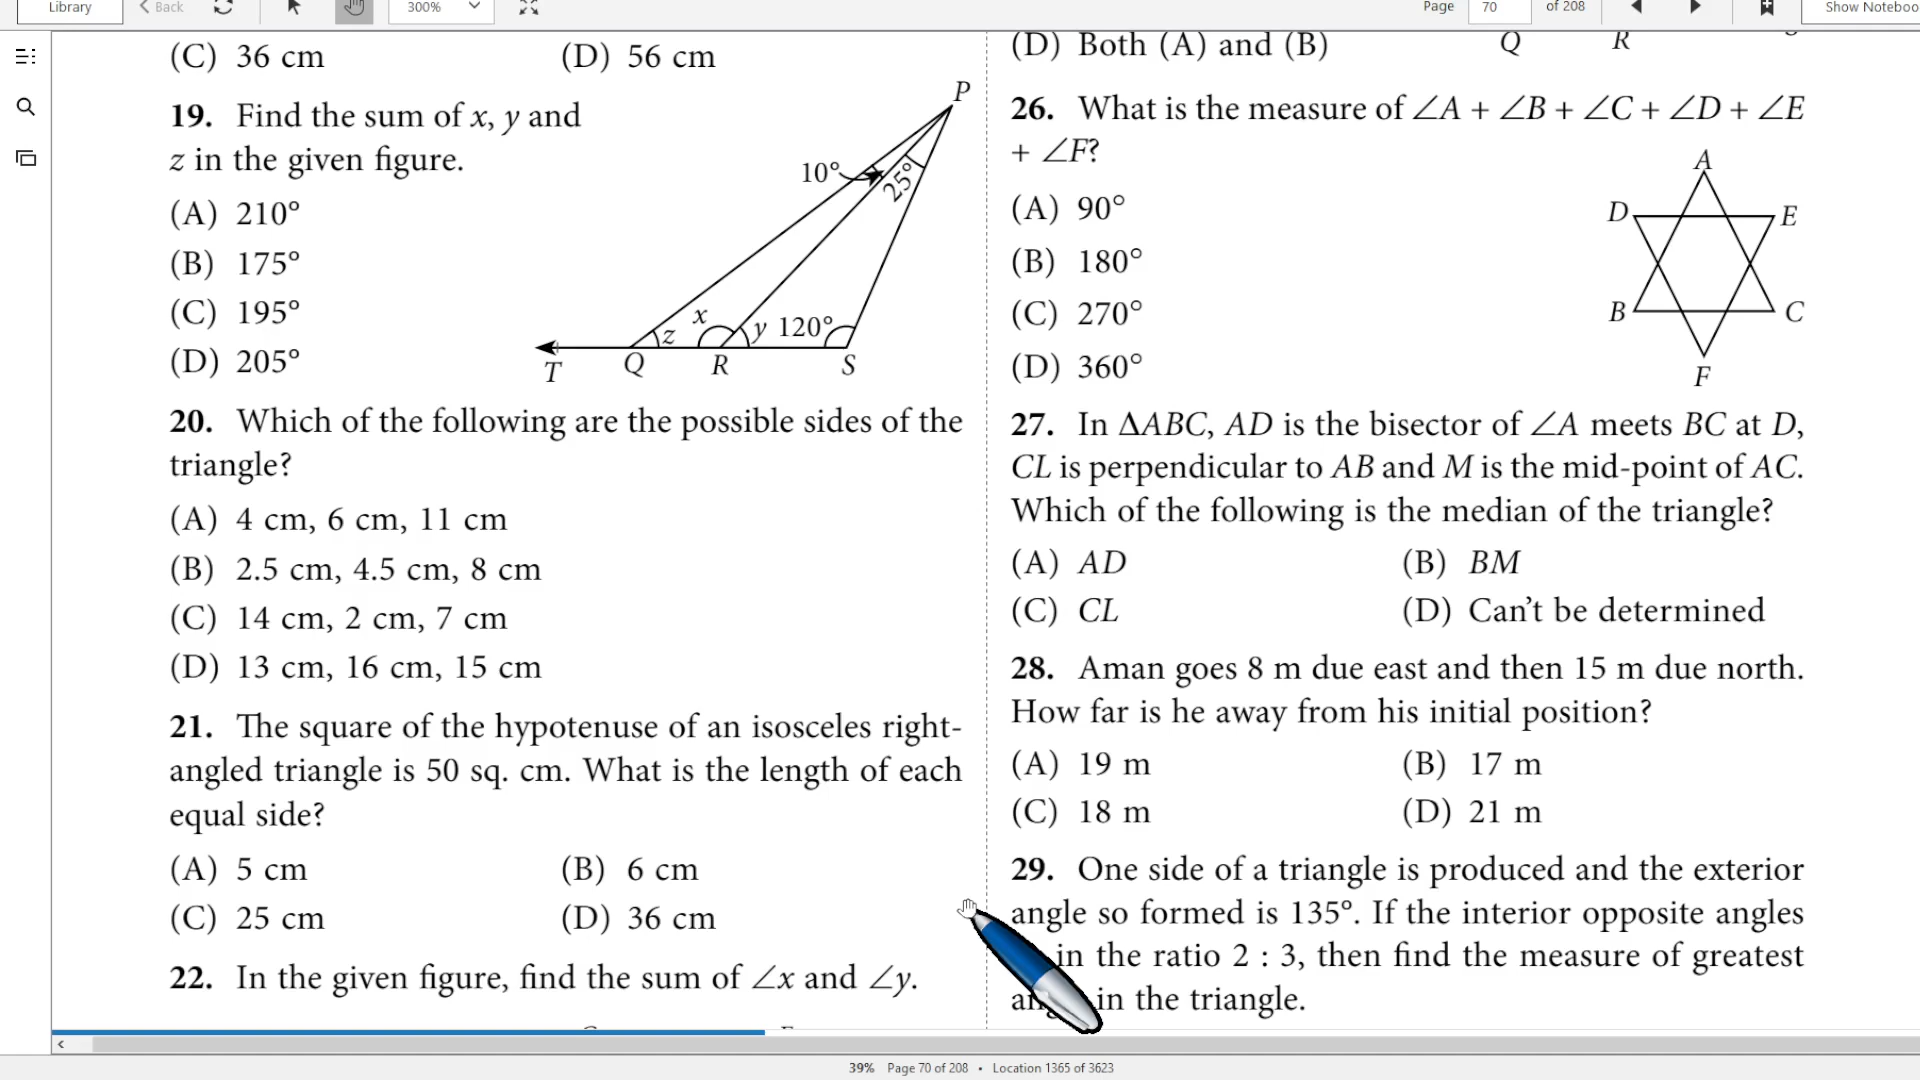 Library
Back
300%
Page 70 of 208
Show Noteboo
(C) 36 cm (D) 56 cm
19. Find the sum of x, y and
z in the given figure.
(A) 210°
(B) 175°
(C) 195°
(D) 205°
P
10°
25°
x
z
y 120°
T Q R S
20. Which of the following are the possible sides of the
triangle?
(A) 4 cm, 6 cm, 11 cm
(B) 2.5 cm, 4.5 cm, 8 cm
(C) 14 cm, 2 cm, 7 cm
(D) 13 cm, 16 cm, 15 cm
21. The square of the hypotenuse of an isosceles right-
angled triangle is 50 sq. cm. What is the length of each
equal side?
(A) 5 cm (B) 6 cm
(C) 25 cm (D) 36 cm
22. In the given figure, find the sum of ∠x and ∠y.
(D) Both (A) and (B)
Q R
26. What is the measure of ∠A + ∠B + ∠C + ∠D + ∠E
+ ∠F?
(A) 90°
(B) 180°
(C) 270°
(D) 360°
A
D E
B C
F
27. In ΔABC, AD is the bisector of ∠A meets BC at D,
CL is perpendicular to AB and M is the mid-point of AC.
Which of the following is the median of the triangle?
(A) AD (B) BM
(C) CL (D) Can't be determined
28. Aman goes 8 m due east and then 15 m due north.
How far is he away from his initial position?
(A) 19 m (B) 17 m
(C) 18 m (D) 21 m
29. One side of a triangle is produced and the exterior
angle so formed is 135°. If the interior opposite angles
in the ratio 2 : 3, then find the measure of greatest
in the triangle.
39% Page 70 of 208 • Location 1365 of 3623